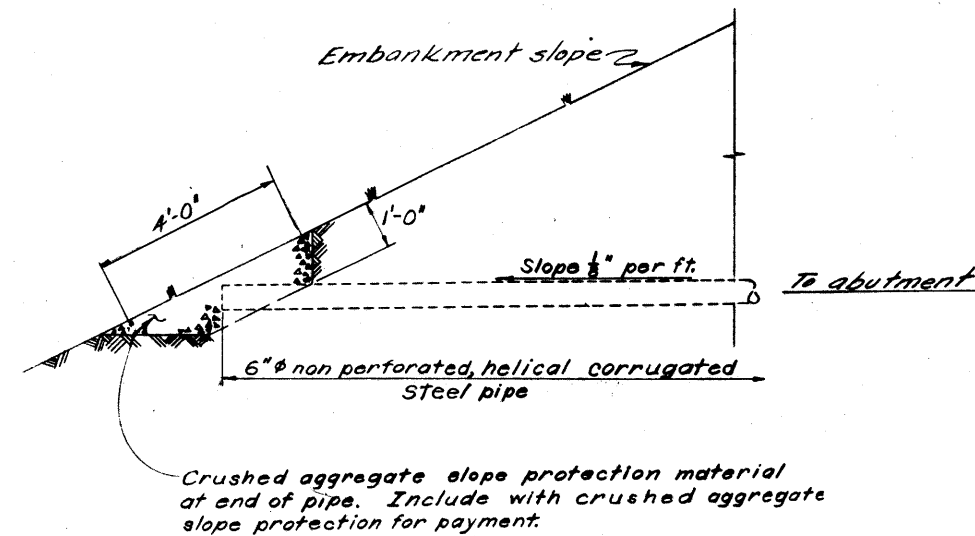 Embankment slope
4'-0"
1'-0"
Slope 1/8" per ft.
To abutment
6"ϕ non perforated, helical corrugated
steel pipe
Crushed aggregate slope protection material
at end of pipe. Include with crushed aggregate
slope protection for payment.